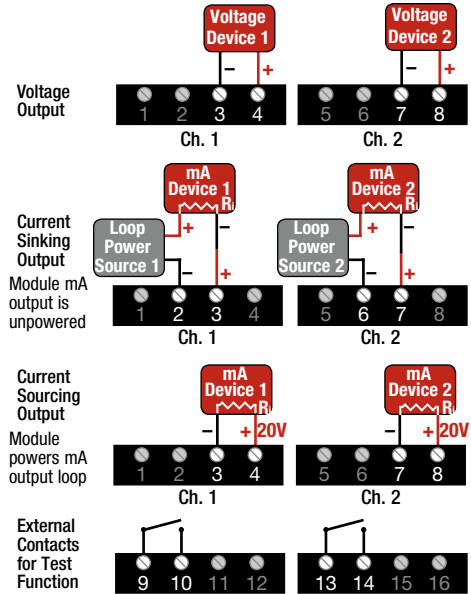 Voltage
Device 1
Voltage
Device 2
– +
– +
Voltage
Output
1 2 3 4
5 6 7 8
Ch. 1
Ch. 2
mA
Device 1
Ri
mA
Device 2
Ri
Current
Sinking
Output
Module mA
output is
unpowered
Loop
Power
Source 1
+ –
– +
Loop
Power
Source 2
+ –
– +
1 2 3 4
5 6 7 8
Ch. 1
Ch. 2
Current
Sourcing
Output
Module
powers mA
output loop
mA
Device 1
Ri
mA
Device 2
Ri
– + 20V
– + 20V
1 2 3 4
5 6 7 8
Ch. 1
Ch. 2
External
Contacts
for Test
Function
9 10 11 12
13 14 15 16